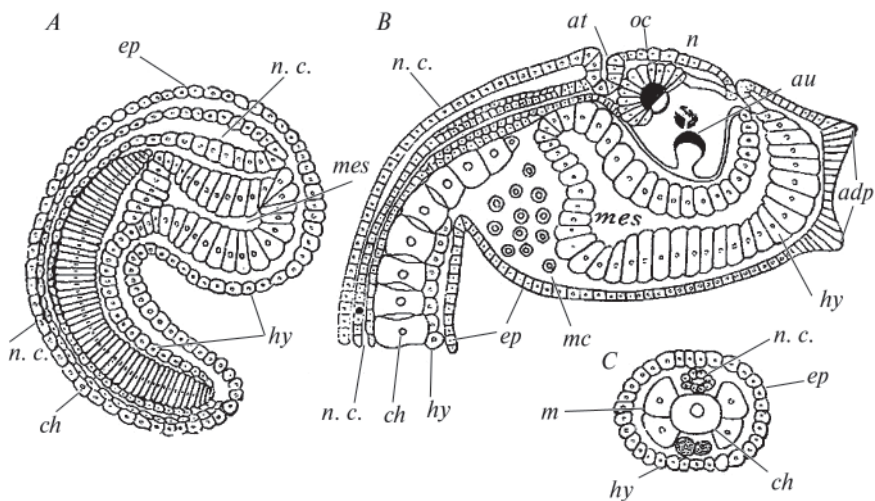 A
ep
n. c.
mes
n. c.
ch
hy
B
n. c.
at
oc
n
au
adp
mes
hy
ep
mc
n. c.
ch
hy
C
n. c.
ep
m
hy
ch